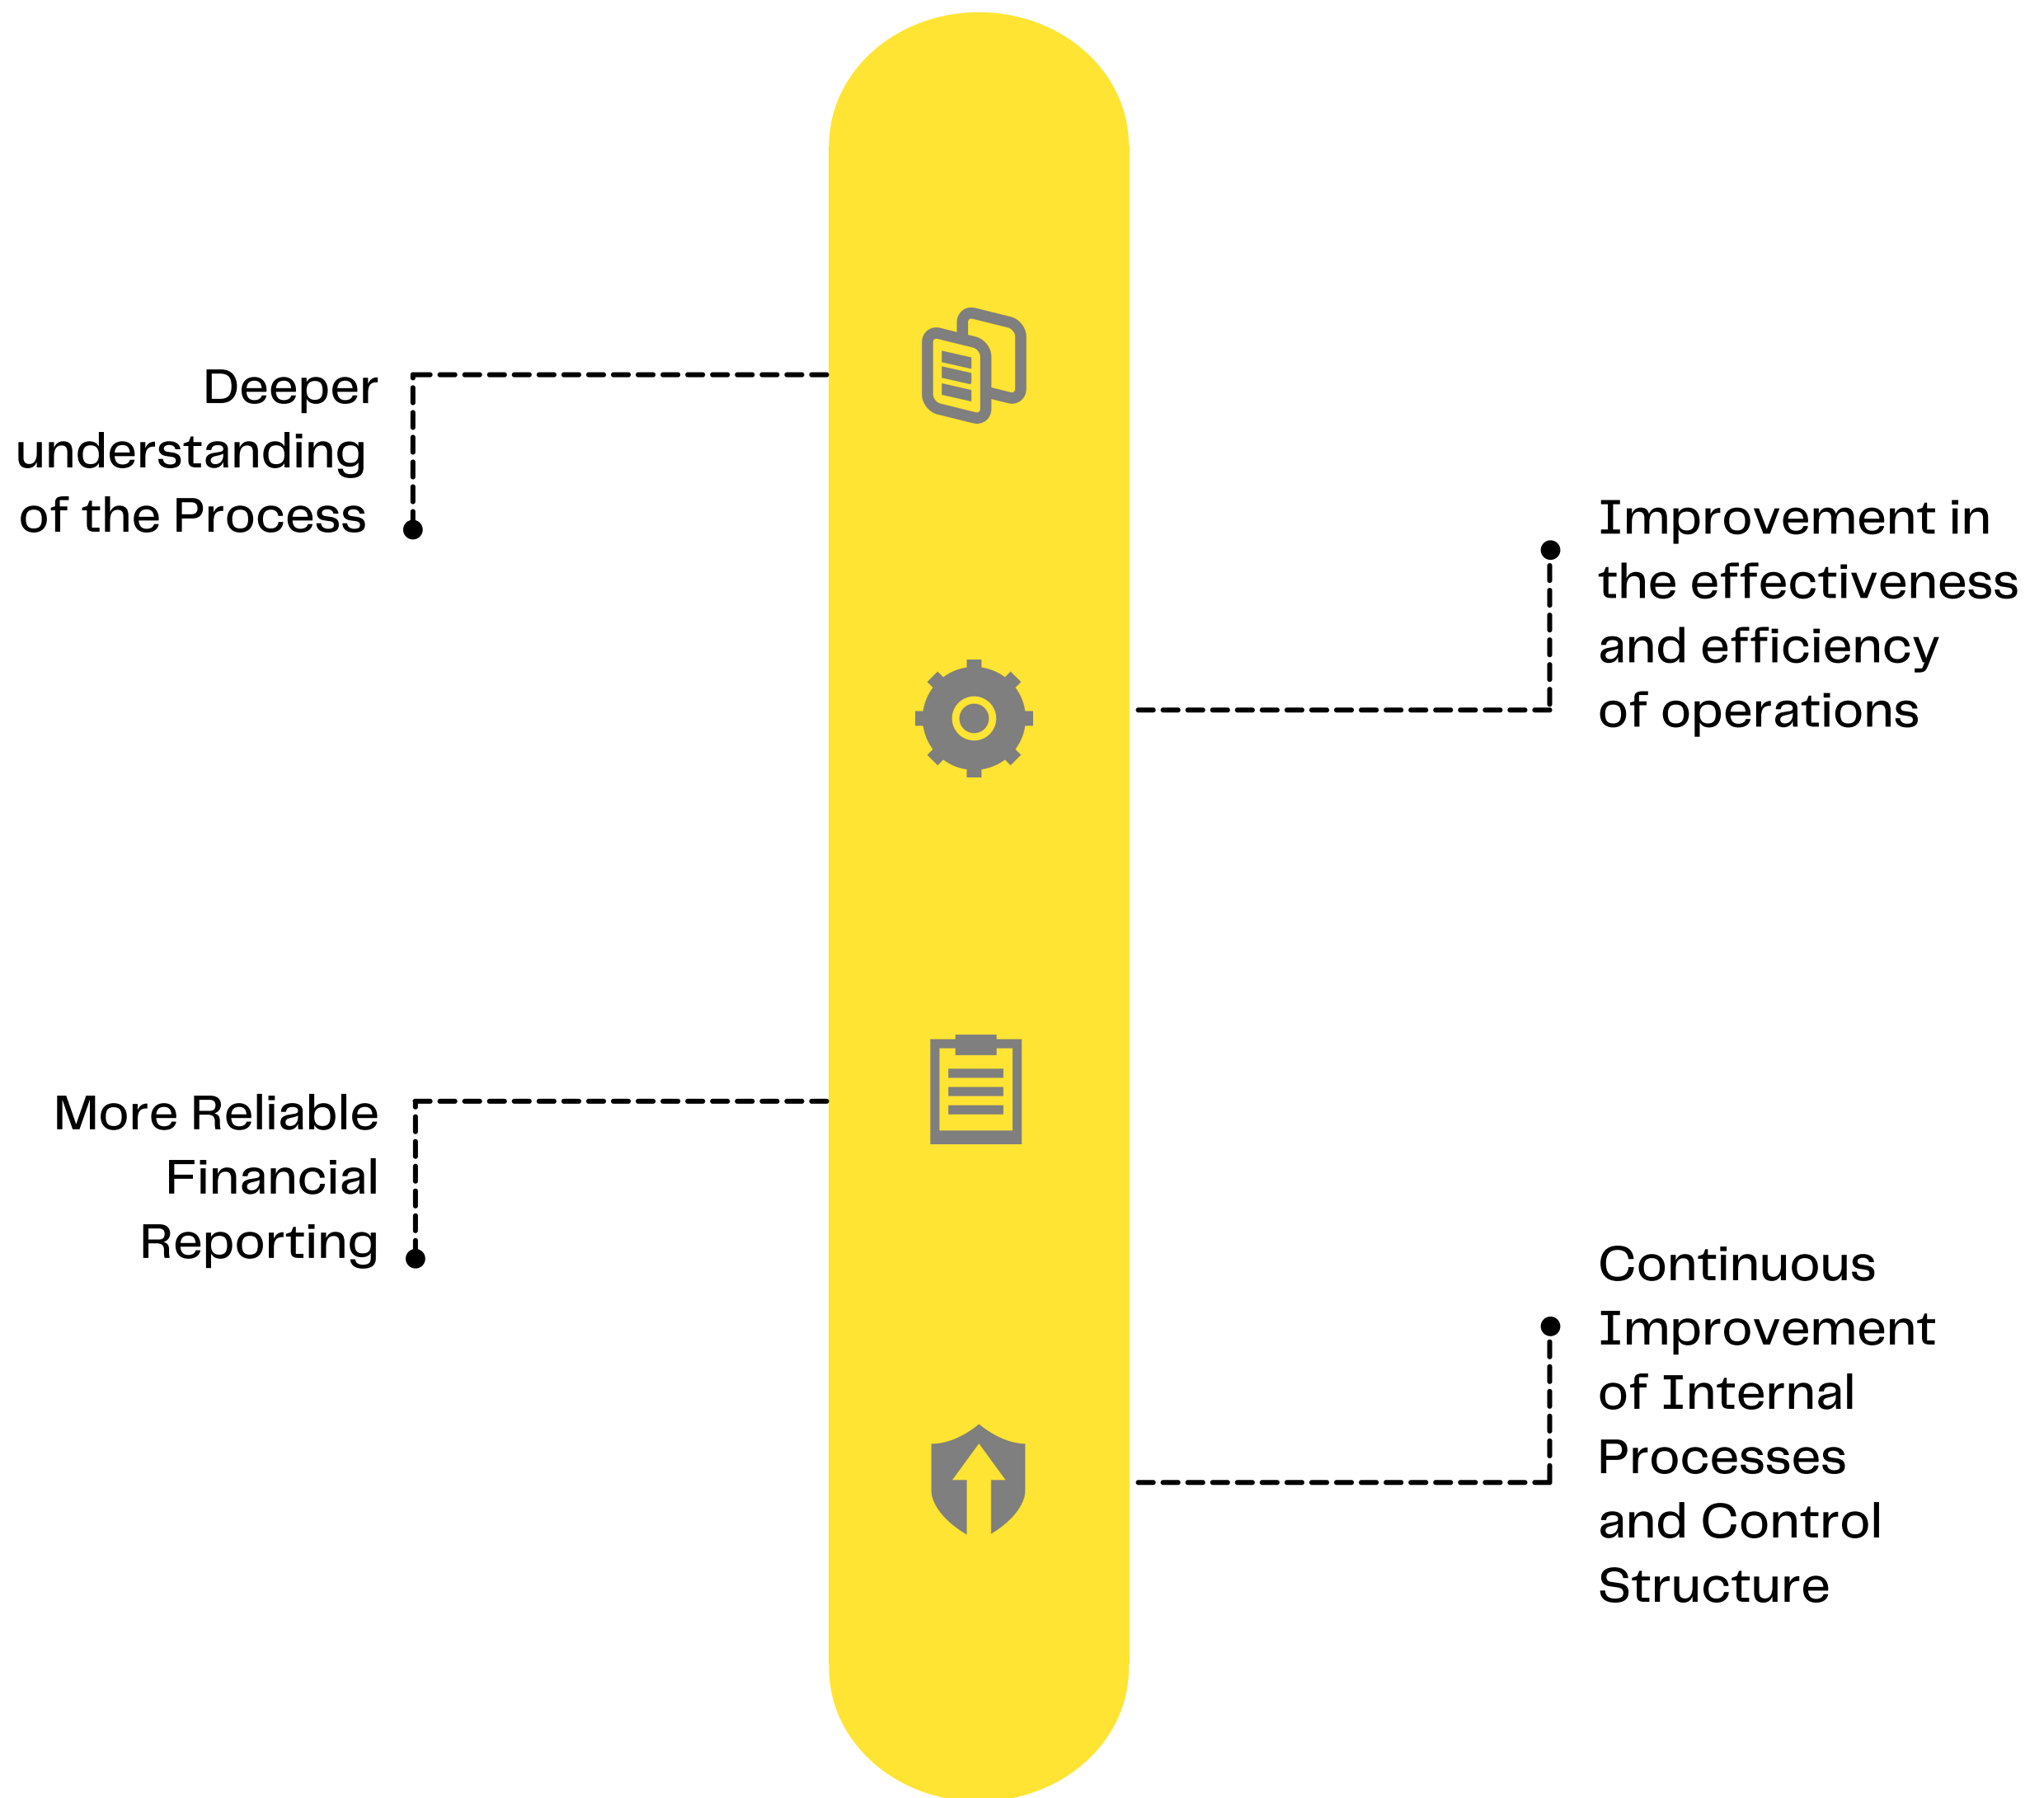 Deeper
understanding
of the Process
Improvement in
the effectiveness
and efficiency
of operations
More Reliable
Financial
Reporting
Continuous
Improvement
of Internal
Processes
and Control
Structure